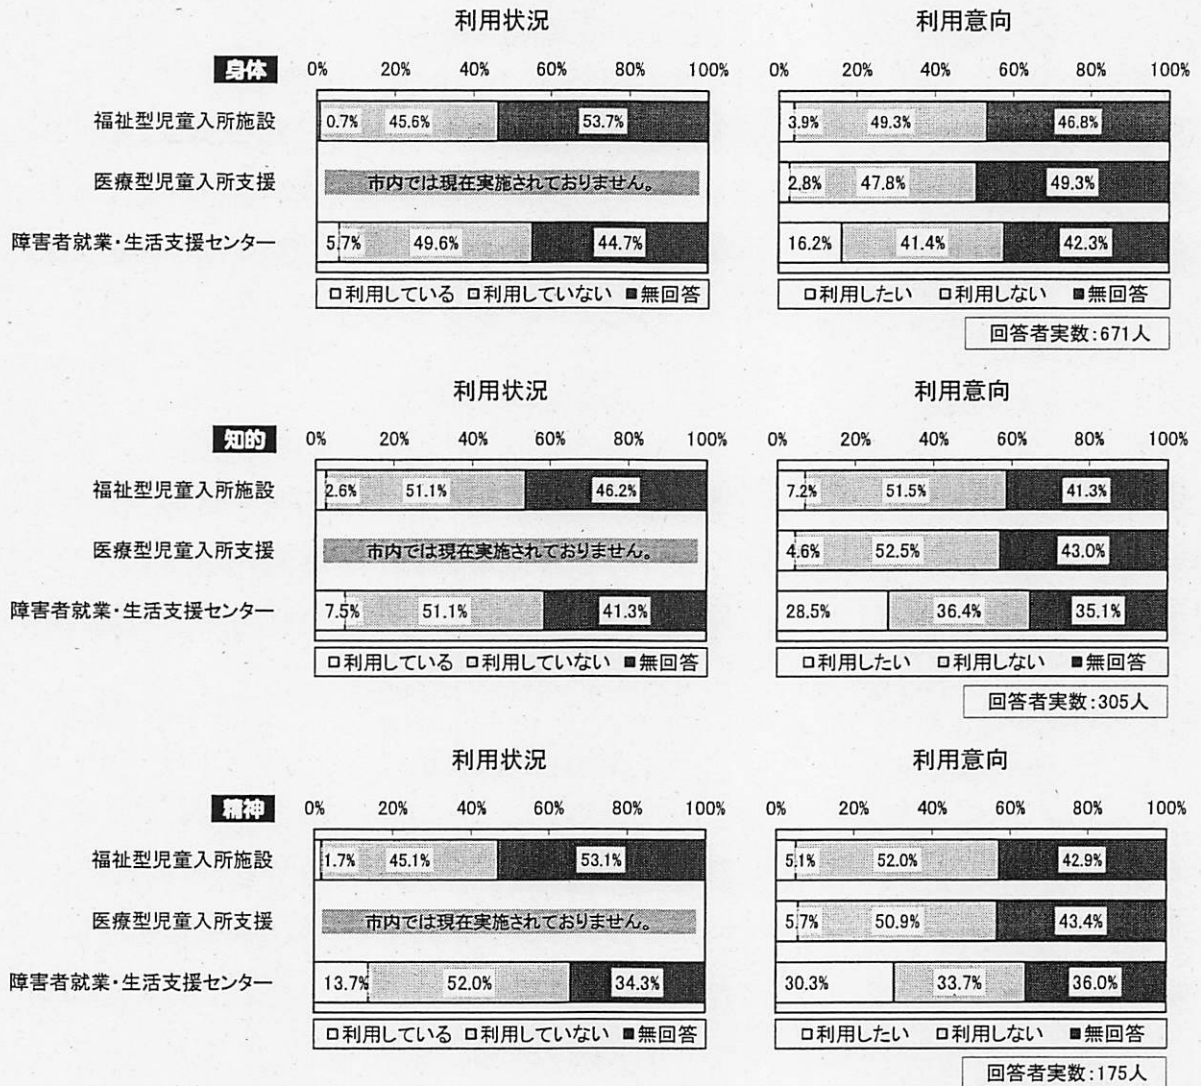 利用状況 利用意向
身体 0% 20% 40% 60% 80% 100% 0% 20% 40% 60% 80% 100%
福祉型児童入所施設 0.7% 45.6% 53.7% 3.9% 49.3% 46.8%
医療型児童入所支援 市内では現在実施されておりません。 2.8% 47.8% 49.3%
障害者就業・生活支援センター 5.7% 49.6% 44.7% 16.2% 41.4% 42.3%
□利用している □利用していない ■無回答 □利用したい □利用しない ■無回答
回答者実数:671人
利用状況 利用意向
知的 0% 20% 40% 60% 80% 100% 0% 20% 40% 60% 80% 100%
福祉型児童入所施設 2.6% 51.1% 46.2% 7.2% 51.5% 41.3%
医療型児童入所支援 市内では現在実施されておりません。 4.6% 52.5% 43.0%
障害者就業・生活支援センター 7.5% 51.1% 41.3% 28.5% 36.4% 35.1%
□利用している □利用していない ■無回答 □利用したい □利用しない ■無回答
回答者実数:305人
利用状況 利用意向
精神 0% 20% 40% 60% 80% 100% 0% 20% 40% 60% 80% 100%
福祉型児童入所施設 1.7% 45.1% 53.1% 5.1% 52.0% 42.9%
医療型児童入所支援 市内では現在実施されておりません。 5.7% 50.9% 43.4%
障害者就業・生活支援センター 13.7% 52.0% 34.3% 30.3% 33.7% 36.0%
□利用している □利用していない ■無回答 □利用したい □利用しない ■無回答
回答者実数:175人